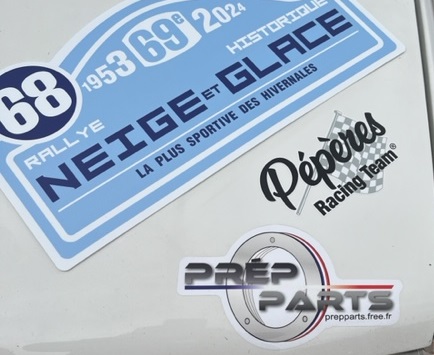 68
1953 69e 2024
RALLYE
HISTORIQUE
NEIGE ET GLACE
LA PLUS SPORTIVE DES HIVERNALES
Pépères
Racing Team®
PRÉP
PARTS
prepparts.free.fr